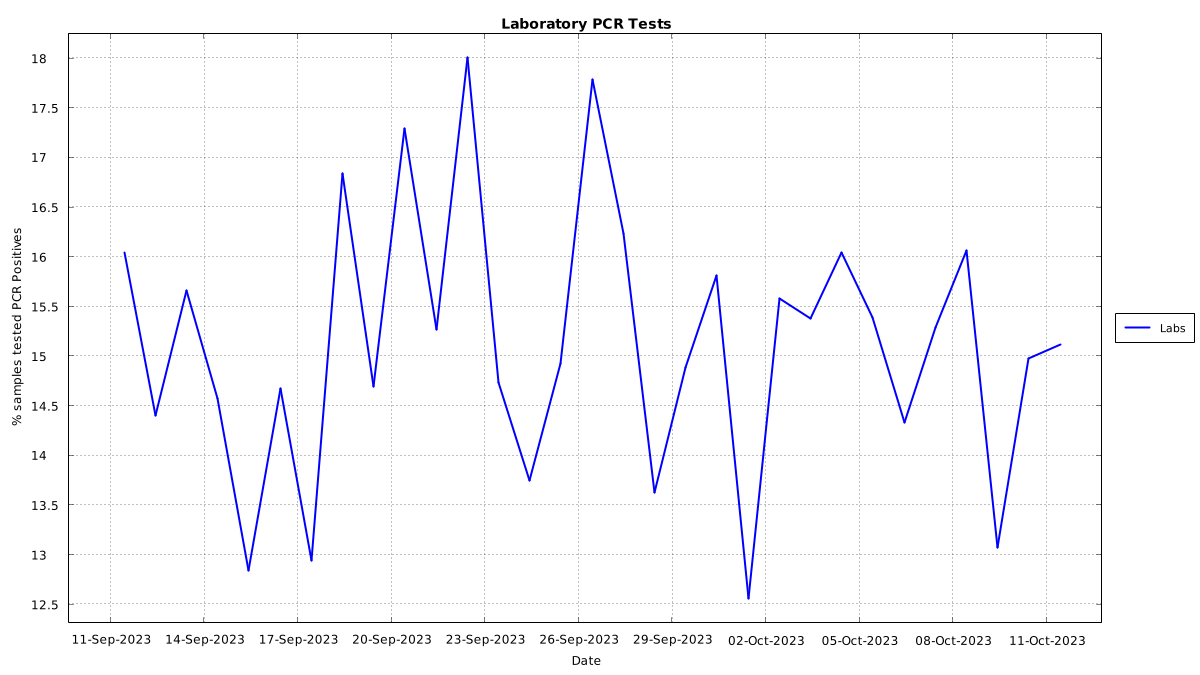 Laboratory PCR Tests
18
17.5
17
16.5
16
15.5
15
14.5
14
13.5
13
12.5
% samples tested PCR Positives
11-Sep-2023 14-Sep-2023 17-Sep-2023 20-Sep-2023 23-Sep-2023 26-Sep-2023 29-Sep-2023 02-Oct-2023 05-Oct-2023 08-Oct-2023 11-Oct-2023
Date
Labs